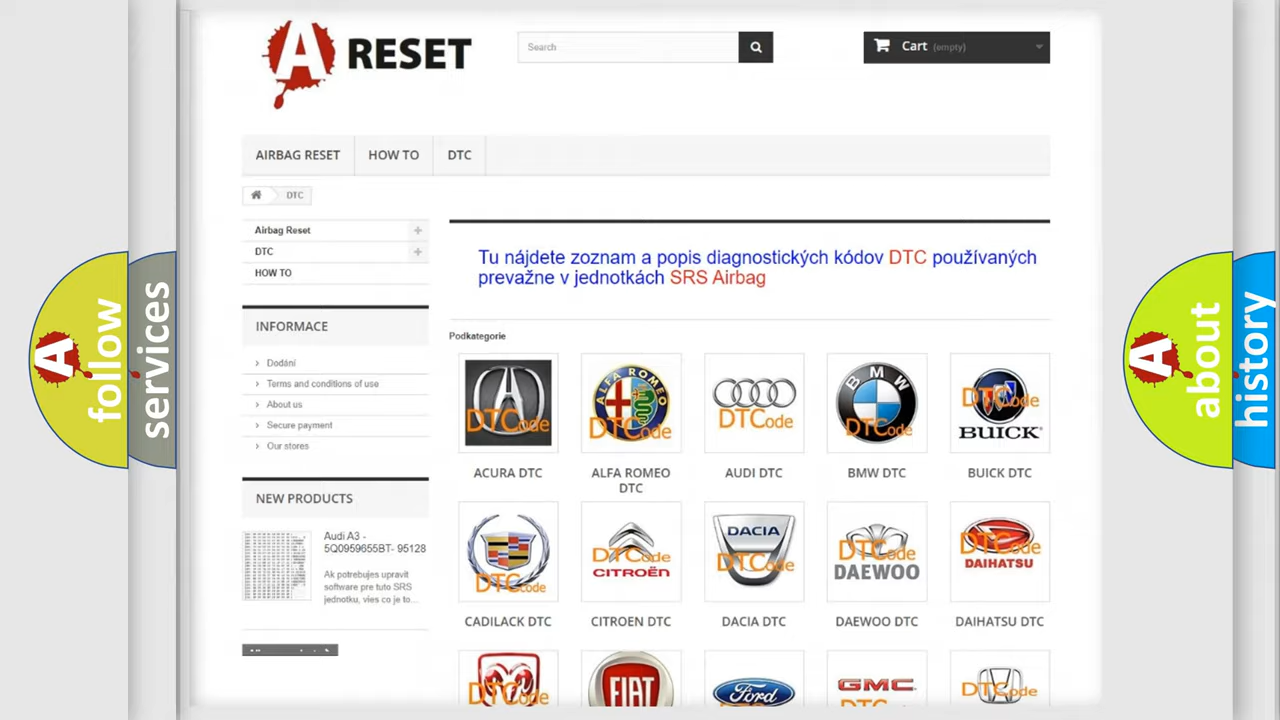 A RESET
Search
Cart (empty)
AIRBAG RESET
HOW TO
DTC
DTC
Airbag Reset
DTC
HOW TO
INFORMACE
Dodání
Terms and conditions of use
About us
Secure payment
Our stores
NEW PRODUCTS
Audi A3 -
5Q0959655BT- 95128
Ak potrebujes upravit
software pre tuto SRS
jednotku, vies co je to...
Tu nájdete zoznam a popis diagnostických kódov DTC používaných
prevažne v jednotkách SRS Airbag
Podkategorie
DTCode
ALFA ROMEO
DTCode
DTCode
BMW
DTCode
DTCode
BUICK
ACURA DTC
ALFA ROMEO
DTC
AUDI DTC
BMW DTC
BUICK DTC
DTCode
DTCode
CITROËN
DACIA
DTCode
DTCode
DAEWOO
DTCode
DAIHATSU
CADILACK DTC
CITROEN DTC
DACIA DTC
DAEWOO DTC
DAIHATSU DTC
DTCode
FIAT
Ford
GMC
DTCode
A follow
services
A about
history